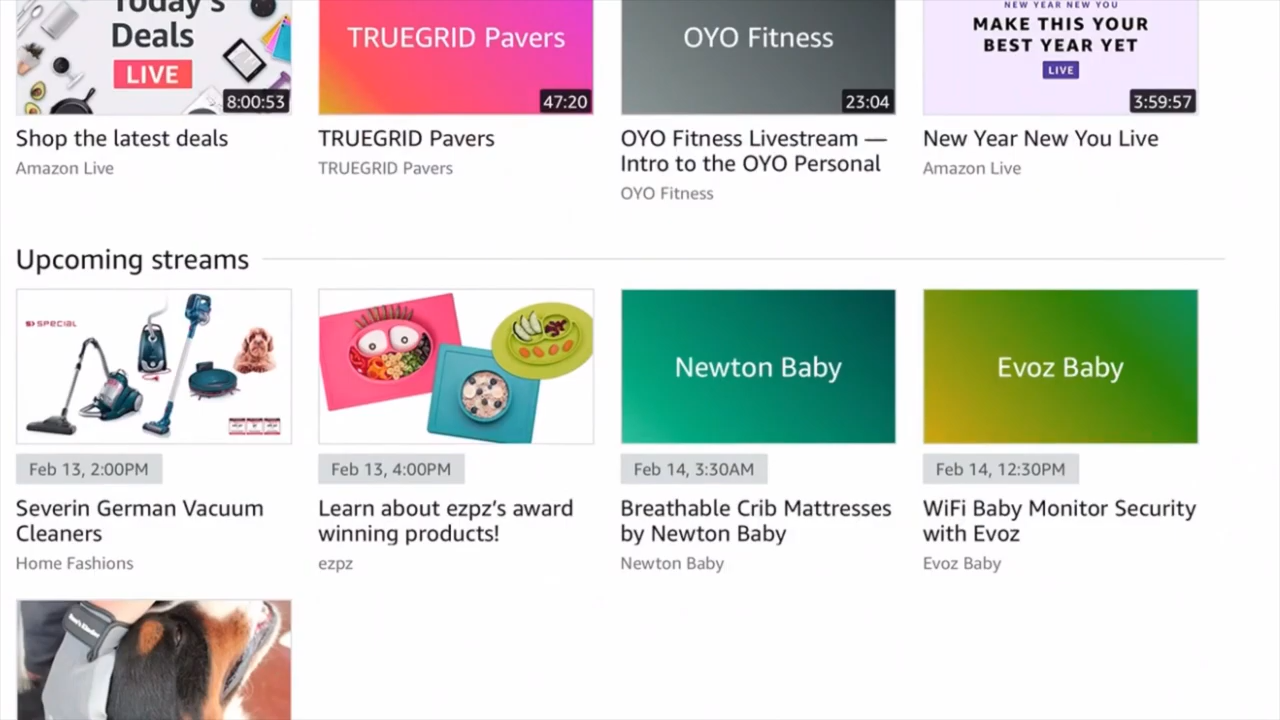 Today's
Deals
LIVE
8:00:53
Shop the latest deals
Amazon Live
TRUEGRID Pavers
47:20
TRUEGRID Pavers
TRUEGRID Pavers
OYO Fitness
23:04
OYO Fitness Livestream —
Intro to the OYO Personal
OYO Fitness
NEW YEAR NEW YOU
MAKE THIS YOUR
BEST YEAR YET
LIVE
3:59:57
New Year New You Live
Amazon Live
Upcoming streams
SPECIAL
Feb 13, 2:00PM
Severin German Vacuum
Cleaners
Home Fashions
Feb 13, 4:00PM
Learn about ezpz’s award
winning products!
ezpz
Newton Baby
Feb 14, 3:30AM
Breathable Crib Mattresses
by Newton Baby
Newton Baby
Evoz Baby
Feb 14, 12:30PM
WiFi Baby Monitor Security
with Evoz
Evoz Baby